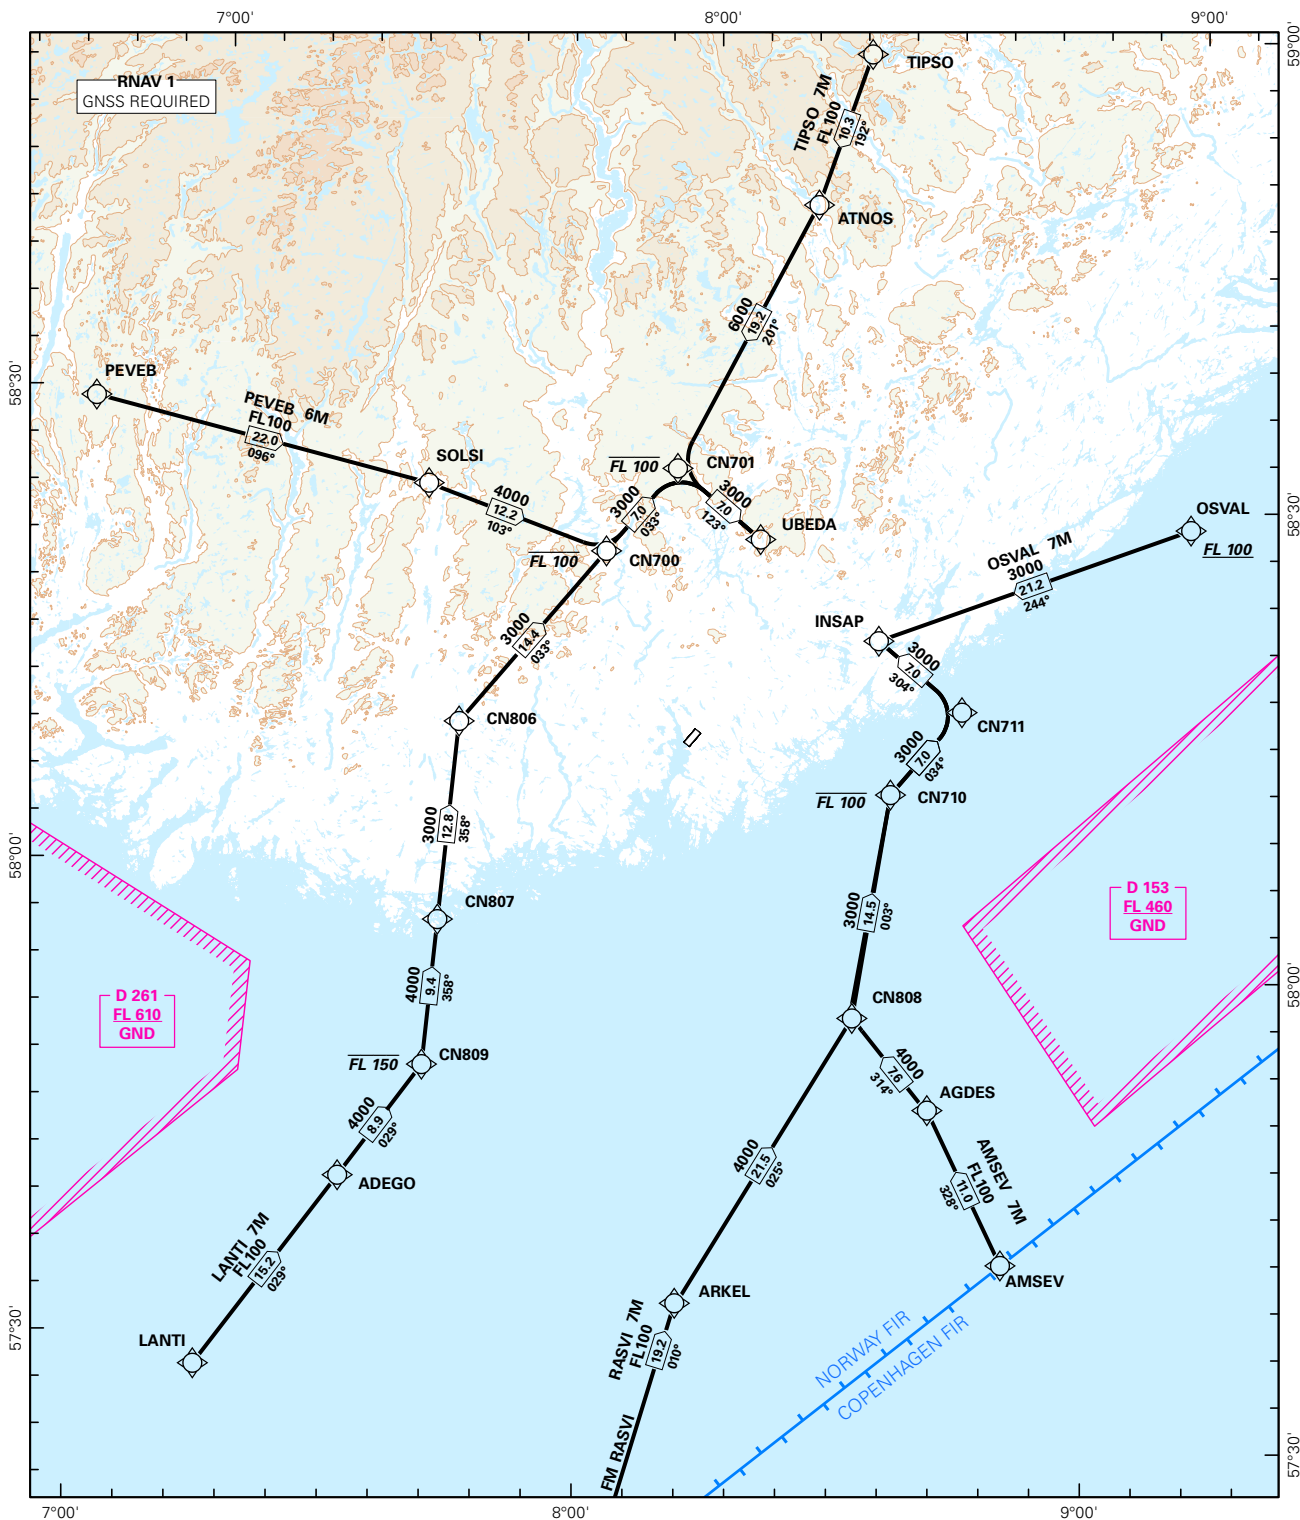 7°00'
8°00'
9°00'
59°00'
RNAV 1
GNSS REQUIRED
TIPSO
TIPSO 7M
FL100
10.3
192°
ATNOS
6000
19.2
201°
58°30'
PEVEB
PEVEB 6M
FL100
22.0
096°
SOLSI
4000
12.2
103°
FL 100
CN701
3000
7.0
033°
3000
7.0
123°
UBEDA
FL 100
CN700
58°30'
OSVAL
FL 100
OSVAL 7M
3000
21.2
244°
INSAP
3000
7.0
304°
3000
14.4
033°
CN806
CN711
3000
7.0
034°
FL 100
CN710
3000
12.8
358°
58°00'
CN807
3000
14.5
003°
D 153
FL 460
GND
4000
9.4
358°
D 261
FL 610
GND
CN808
58°00'
FL 150
CN809
4000
7.6
314°
AGDES
4000
8.9
029°
ADEGO
4000
21.5
025°
AMSEV 7M
FL100
11.0
328°
LANTI 7M
FL100
15.2
029°
AMSEV
ARKEL
57°30'
LANTI
RASVI 7M
FL100
19.2
010°
NORWAY FIR
COPENHAGEN FIR
FM RASVI
57°30'
7°00'
8°00'
9°00'